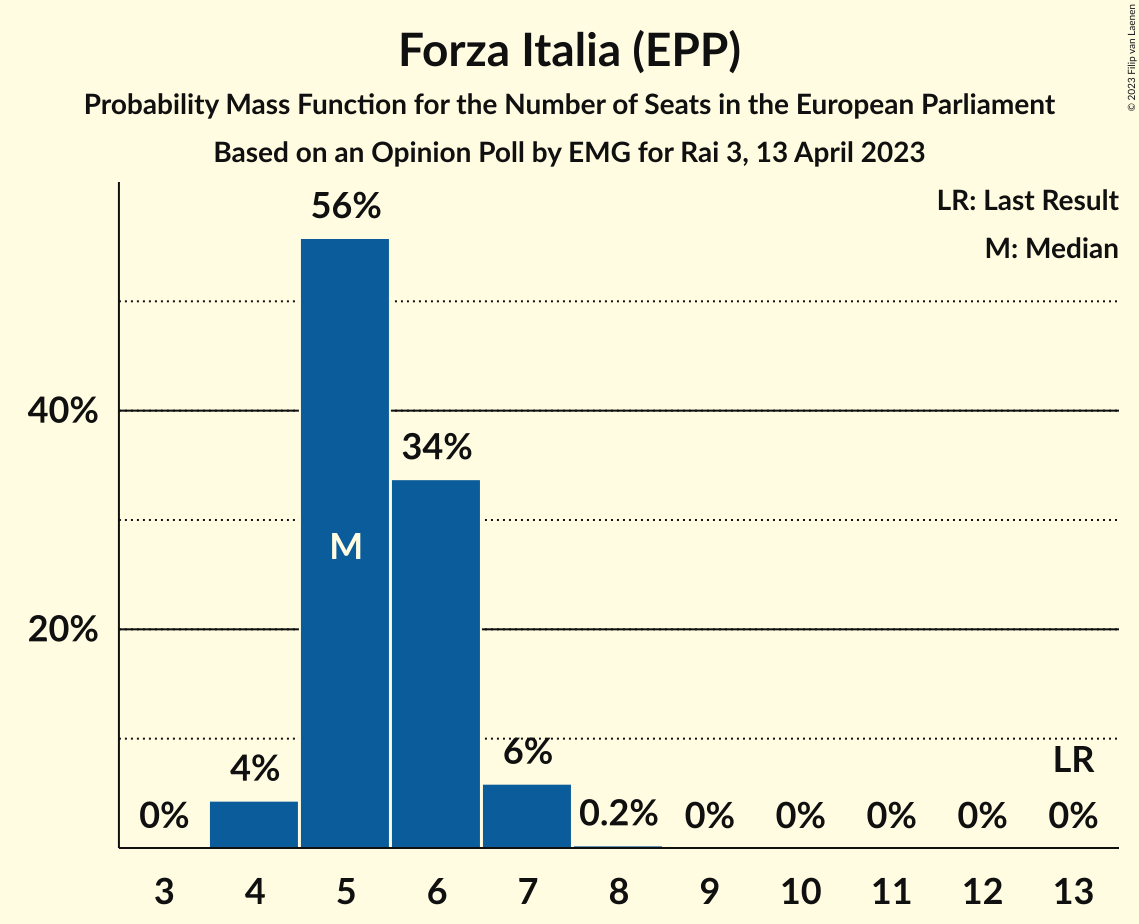 Forza Italia (EPP)
Probability Mass Function for the Number of Seats in the European Parliament
Based on an Opinion Poll by EMG for Rai 3, 13 April 2023
© 2023 Filip van Laenen
LR: Last Result
M: Median
56%
40%
34%
M
20%
6%
4%
LR
0%
0.2%
0%
0%
0%
0%
0%
3 4 5 6 7 8 9 10 11 12 13